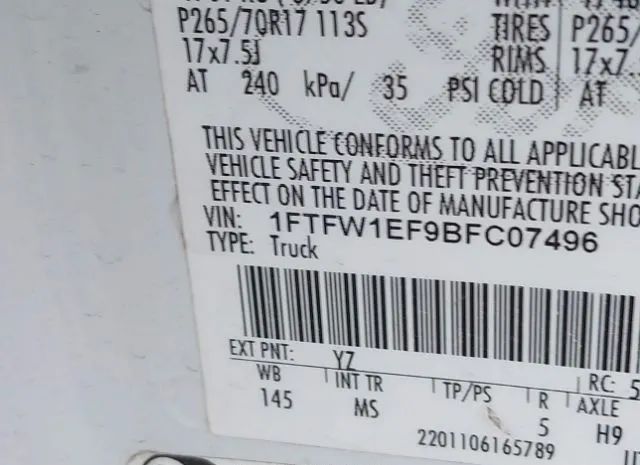 P265/70R17 113S TIRES P265/
17x7.5J RIMS 17x7.
AT 240 kPa/ 35 PSI COLD AT
THIS VEHICLE CONFORMS TO ALL APPLICABL
VEHICLE SAFETY AND THEFT PREVENTION STA
EFFECT ON THE DATE OF MANUFACTURE SHO
VIN: 1FTFW1EF9BFC07496
TYPE: Truck
EXT PNT: YZ RC: 5
WB INT TR TP/PS R AXLE
145 MS 5 H9
2201106165789